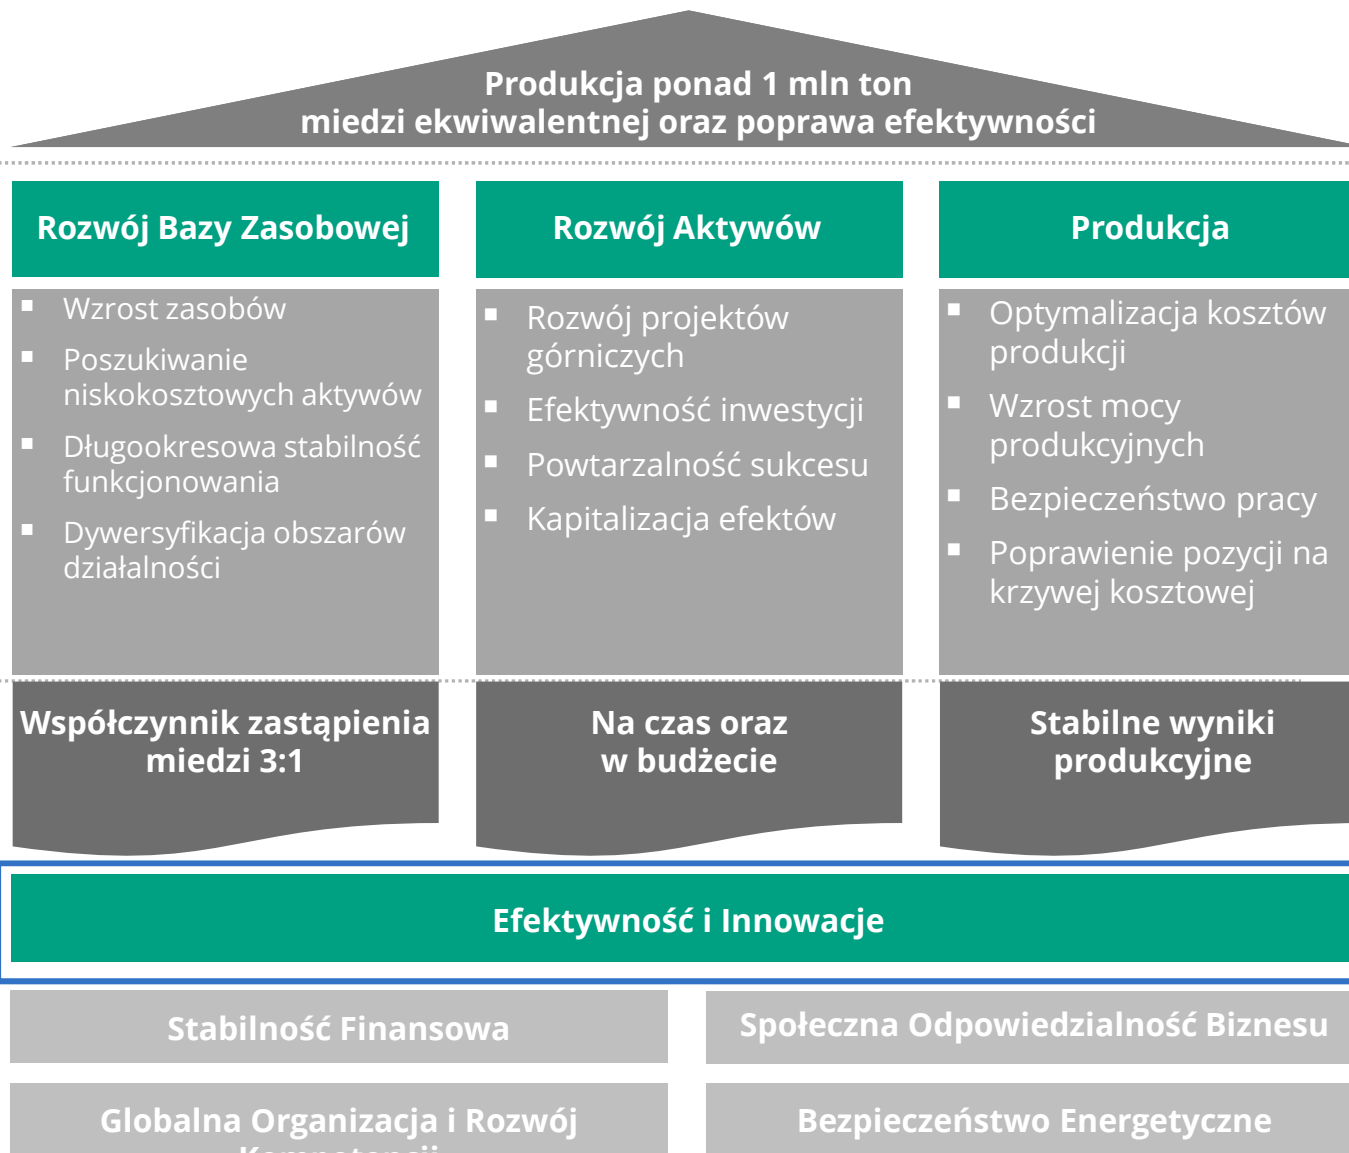 Produkcja ponad 1 mln ton
miedzi ekwiwalentnej oraz poprawa efektywności
Rozwój Bazy Zasobowej
▪ Wzrost zasobów
▪ Poszukiwanie
niskokosztowych aktywów
▪ Długookresowa stabilność
funkcjonowania
▪ Dywersyfikacja obszarów
działalności
Współczynnik zastąpienia
miedzi 3:1
Rozwój Aktywów
▪ Rozwój projektów
górniczych
▪ Efektywność inwestycji
▪ Powtarzalność sukcesu
▪ Kapitalizacja efektów
Na czas oraz
w budżecie
Produkcja
▪ Optymalizacja kosztów
produkcji
▪ Wzrost mocy
produkcyjnych
▪ Bezpieczeństwo pracy
▪ Poprawienie pozycji na
krzywej kosztowej
Stabilne wyniki
produkcyjne
Efektywność i Innowacje
Stabilność Finansowa
Społeczna Odpowiedzialność Biznesu
Globalna Organizacja i Rozwój
Kompetencji
Bezpieczeństwo Energetyczne